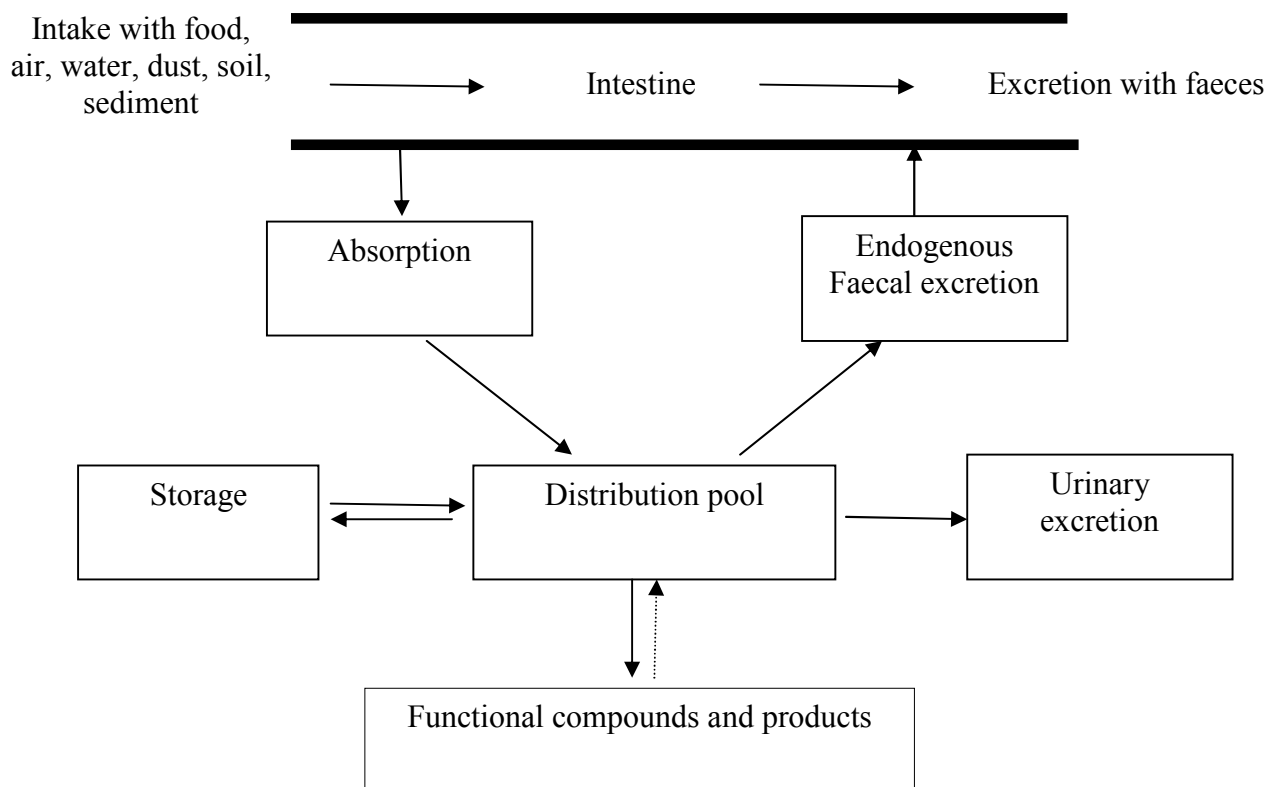 Intake with food,
air, water, dust, soil,
sediment
Intestine
Excretion with faeces
Absorption
Endogenous
Faecal excretion
Storage
Distribution pool
Urinary
excretion
Functional compounds and products